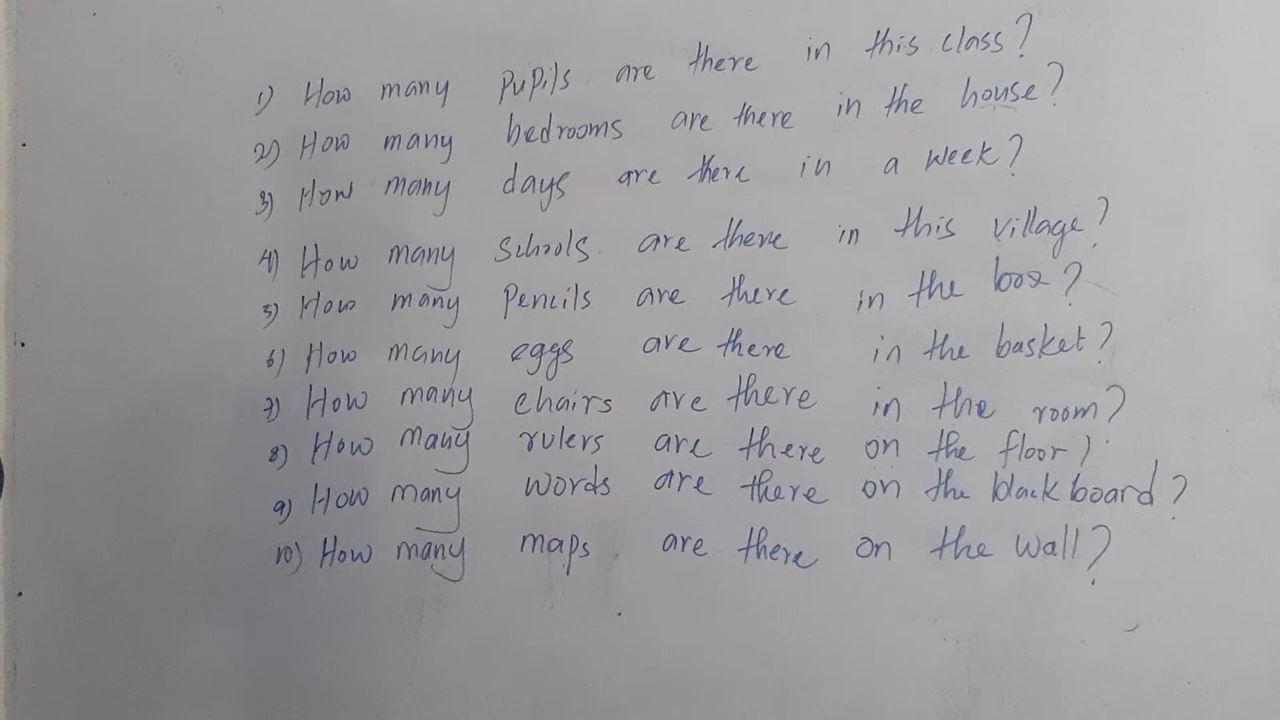 1) How many pupils are there in this class?
2) How many bedrooms are there in the house?
3) How many days are there in a week?
4) How many schools are there in this village?
5) How many pencils are there in the box?
6) How many eggs are there in the basket?
7) How many chairs are there in the room?
8) How many rulers are there on the floor?
9) How many words are there on the black board?
10) How many maps are there on the wall?